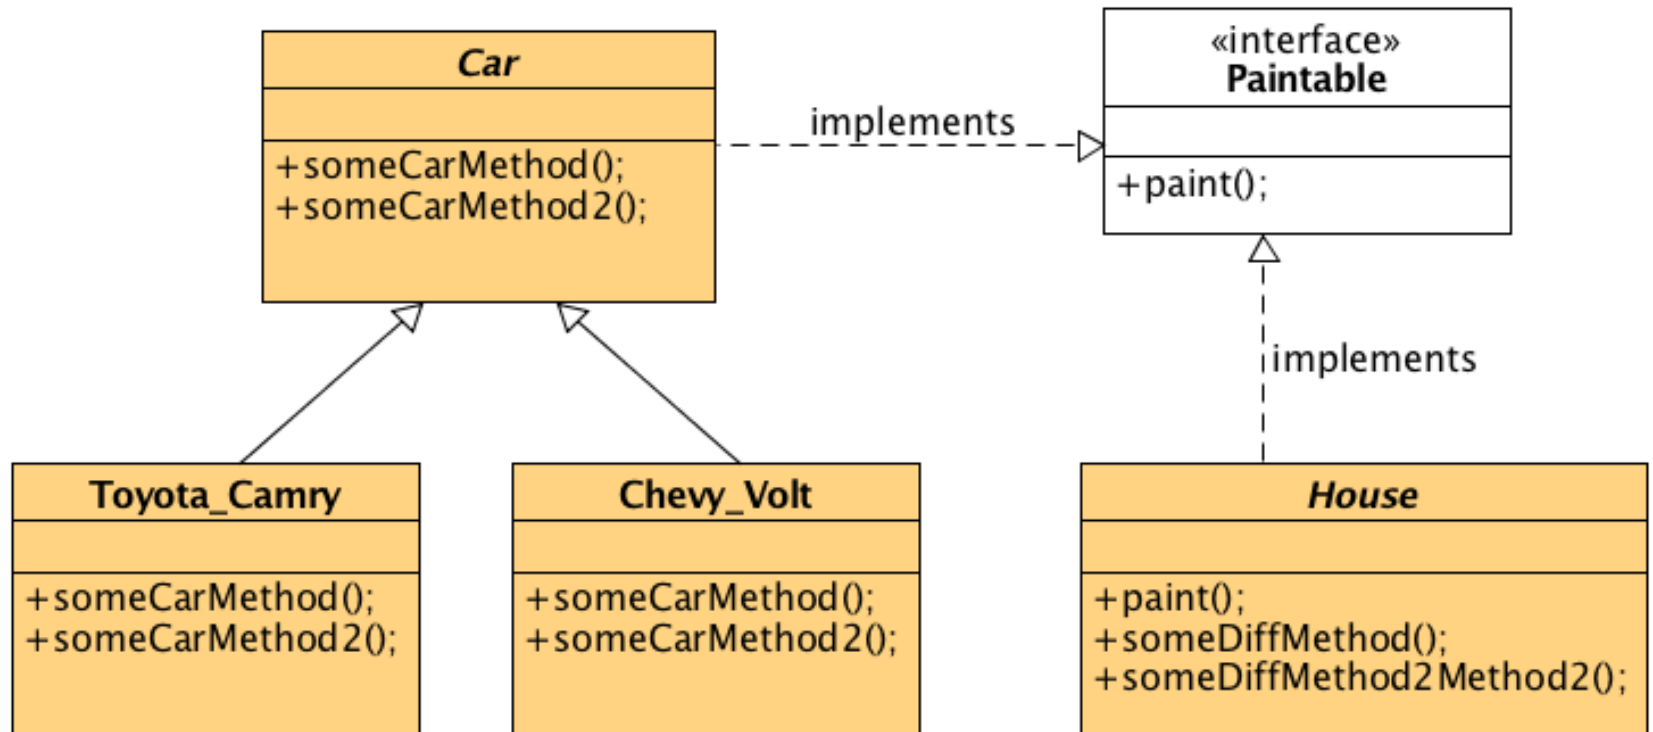 Car
+someCarMethod();
+someCarMethod2();
implements
«interface»
Paintable
+paint();
implements
Toyota_Camry
+someCarMethod();
+someCarMethod2();
Chevy_Volt
+someCarMethod();
+someCarMethod2();
House
+paint();
+someDiffMethod();
+someDiffMethod2Method2();